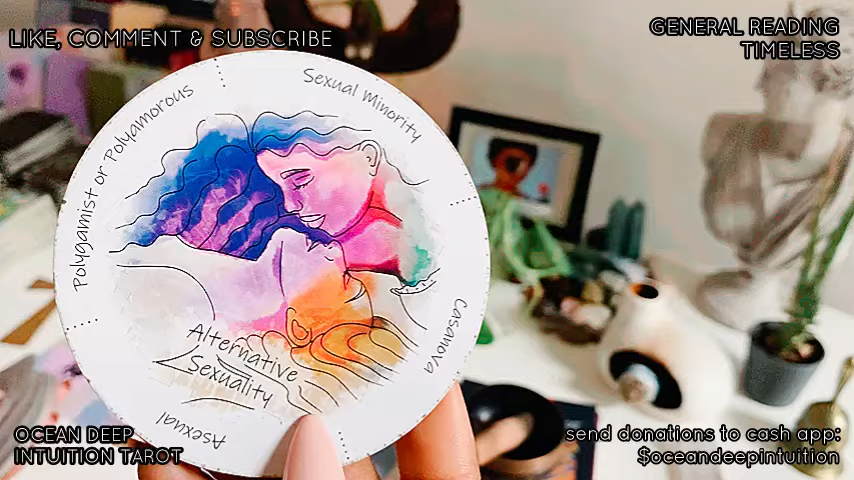 LIKE, COMMENT & SUBSCRIBE
GENERAL READING
TIMELESS
Sexual Minority
Polygamist or Polyamorous
Casanova
Alternative
Sexuality
Asexual
OCEAN DEEP
INTUITION TAROT
send donations to cash app:
$oceandeepintuition